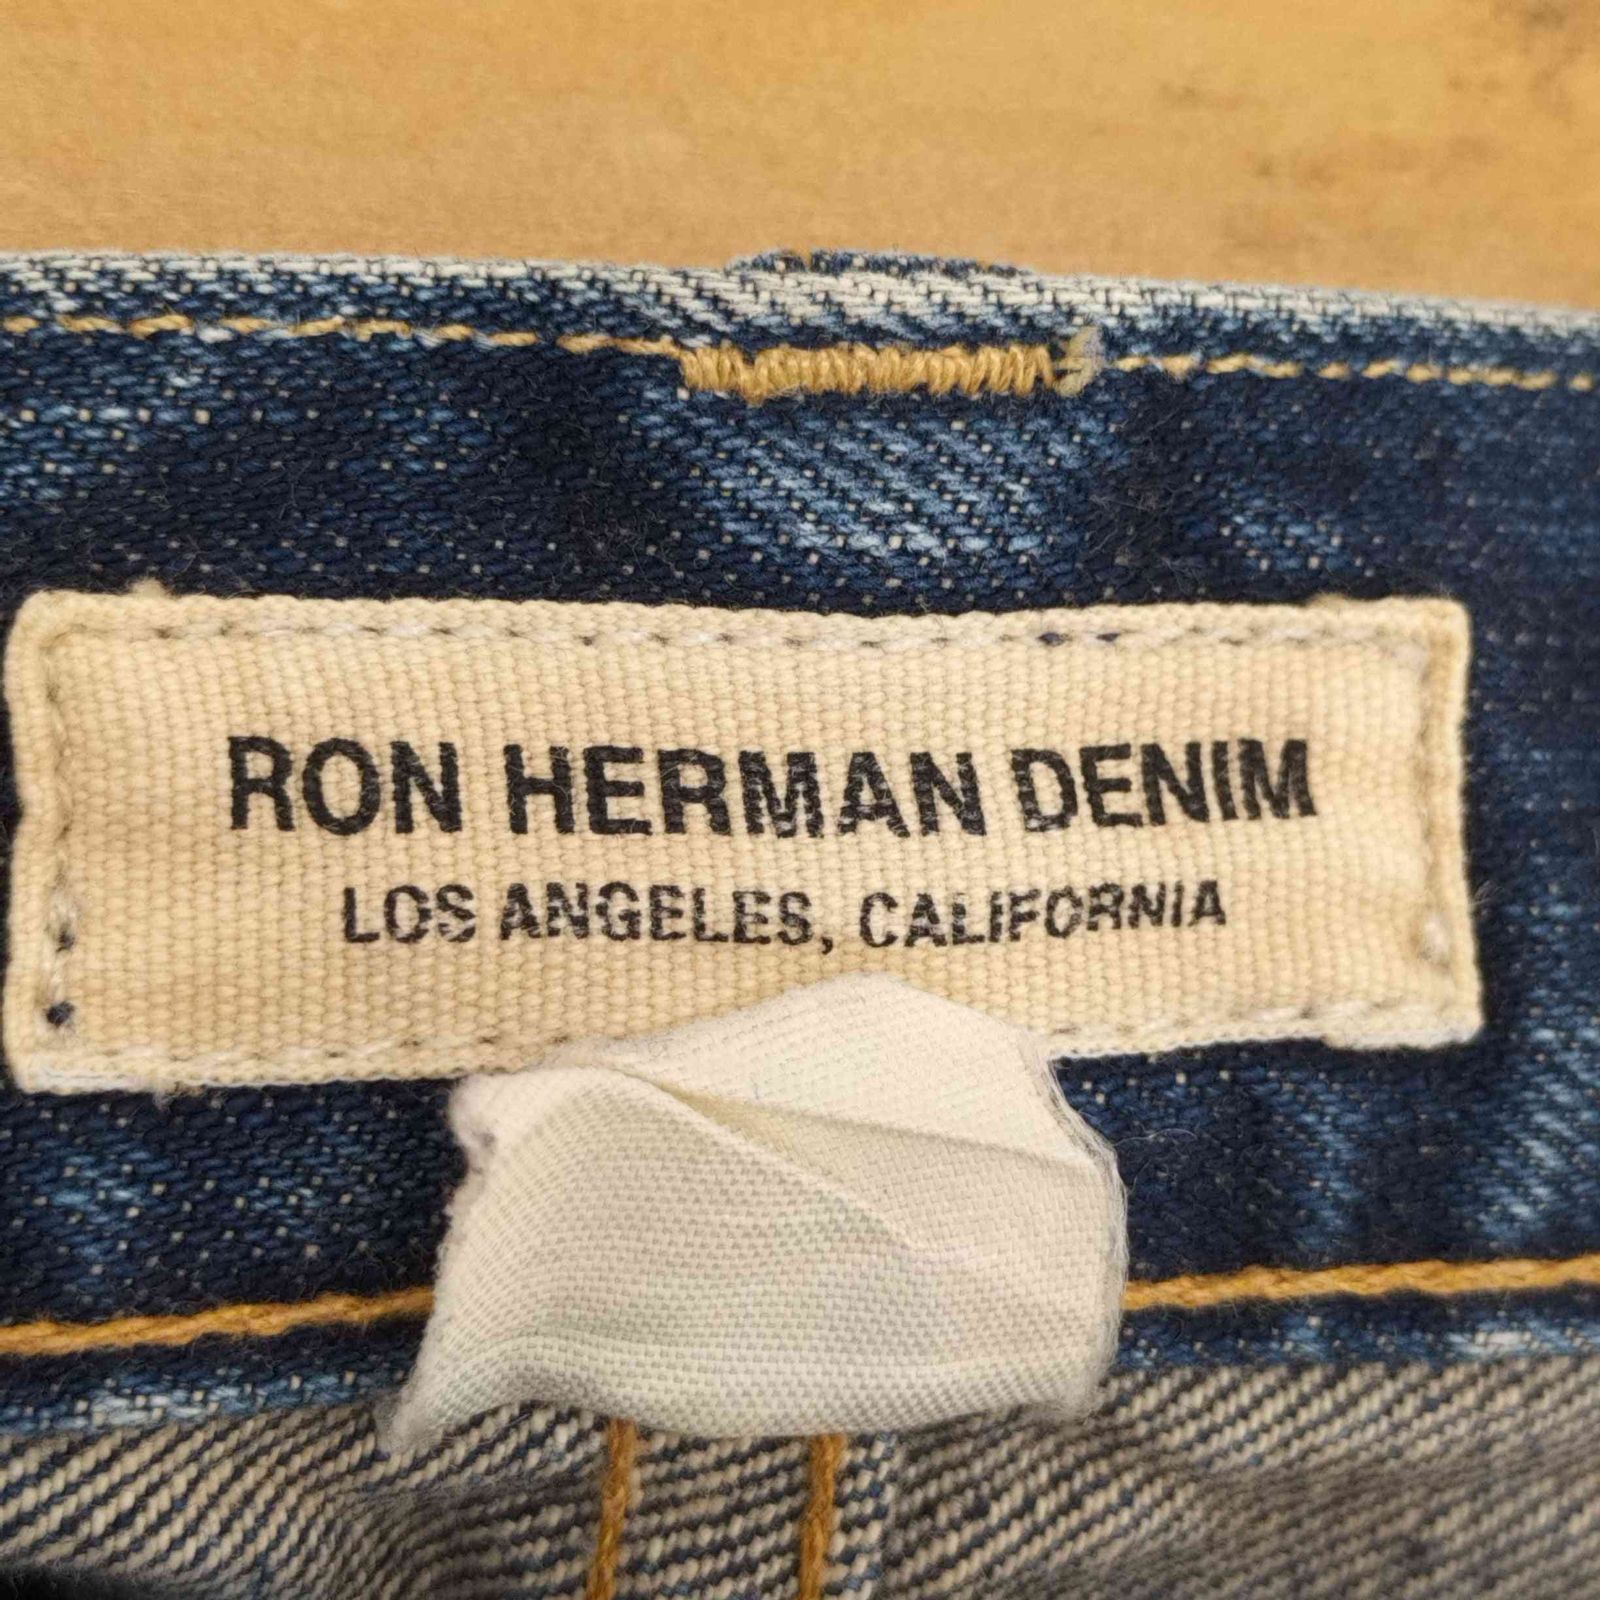 RON HERMAN DENIM
LOS ANGELES, CALIFORNIA